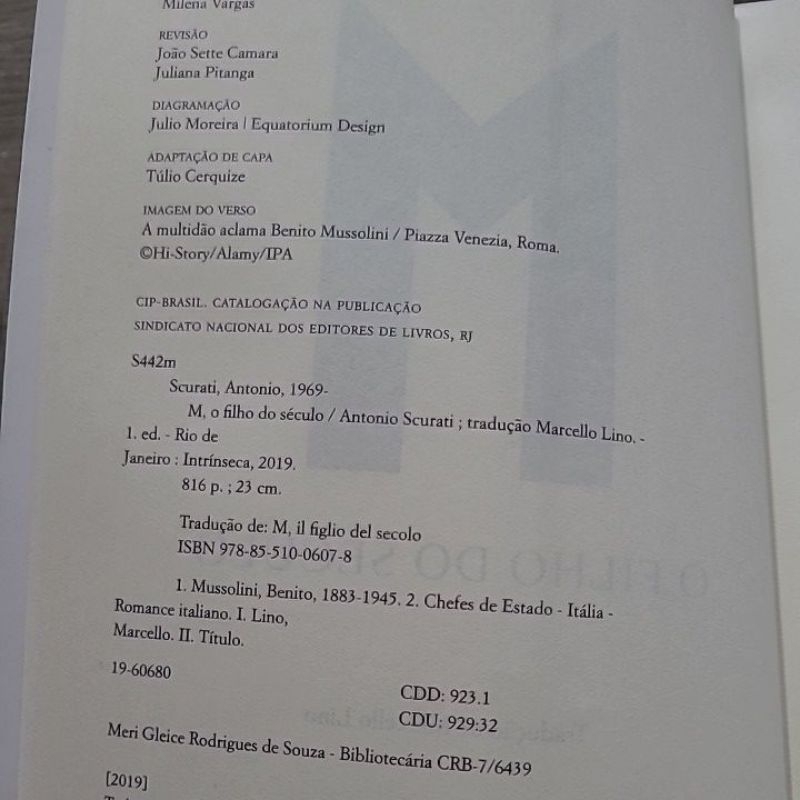 Milena Vargas
REVISÃO
João Sette Camara
Juliana Pitanga
DIAGRAMAÇÃO
Julio Moreira | Equatorium Design
ADAPTAÇÃO DE CAPA
Túlio Cerquize
IMAGEM DO VERSO
A multidão aclama Benito Mussolini / Piazza Venezia, Roma.
©Hi-Story/Alamy/IPA
CIP-BRASIL. CATALOGAÇÃO NA PUBLICAÇÃO
SINDICATO NACIONAL DOS EDITORES DE LIVROS, RJ
S442m
Scurati, Antonio, 1969-
M, o filho do século / Antonio Scurati ; tradução Marcello Lino. -
1. ed. - Rio de
Janeiro : Intrínseca, 2019.
816 p. ; 23 cm.
Tradução de: M, il figlio del secolo
ISBN 978-85-510-0607-8
1. Mussolini, Benito, 1883-1945. 2. Chefes de Estado - Itália -
Romance italiano. I. Lino,
Marcello. II. Título.
19-60680
CDD: 923.1
CDU: 929:32
Meri Gleice Rodrigues de Souza - Bibliotecária CRB-7/6439
[2019]